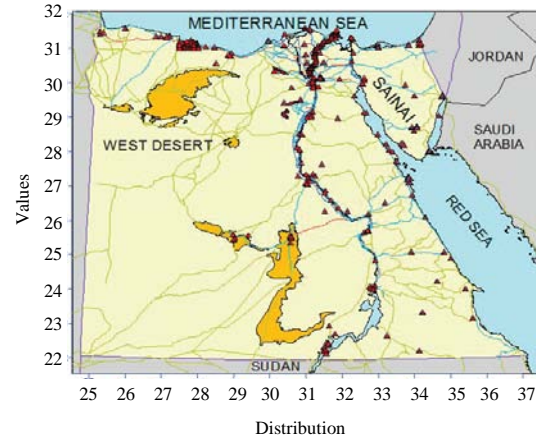 32
31
30
29
28
27
26
25
24
23
22
Values
MEDITERRANEAN SEA
JORDAN
SAINAI
SAUDI
ARABIA
WEST DESERT
RED SEA
SUDAN
25 26 27 28 29 30 31 32 33 34 35 36 37
Distribution